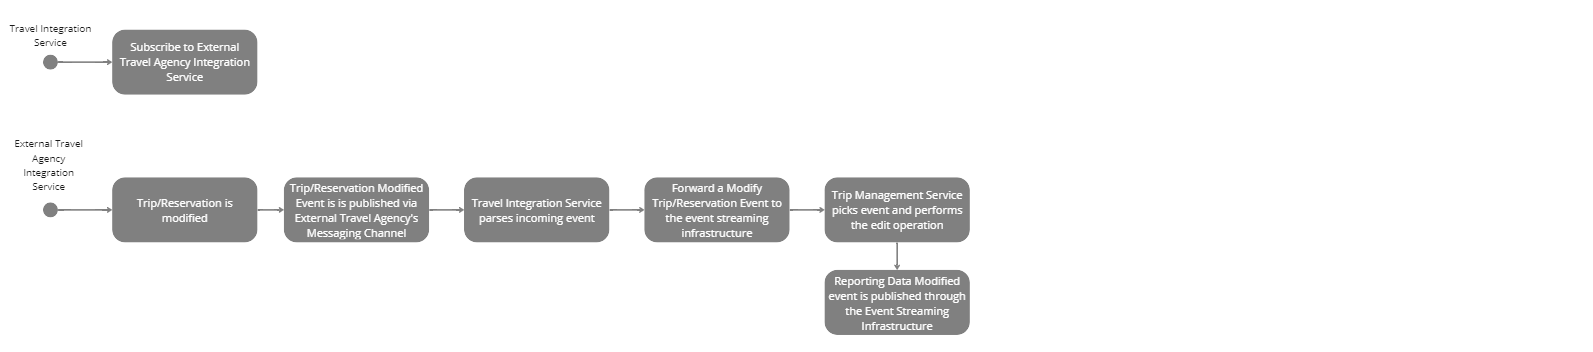 Travel Integration
Service
Subscribe to External
Travel Agency Integration
Service
External Travel
Agency
Integration
Service
Trip/Reservation is
modified
Trip/Reservation Modified
Event is is published via
External Travel Agency's
Messaging Channel
Travel Integration Service
parses incoming event
Forward a Modify
Trip/Reservation Event to
the event streaming
infrastructure
Trip Management Service
picks event and performs
the edit operation
Reporting Data Modified
event is published through
the Event Streaming
Infrastructure